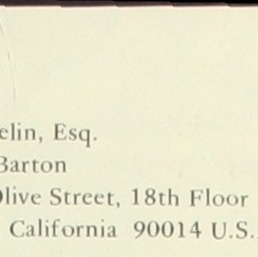 elin, Esq.
Barton
Olive Street, 18th Floor
California 90014 U.S.